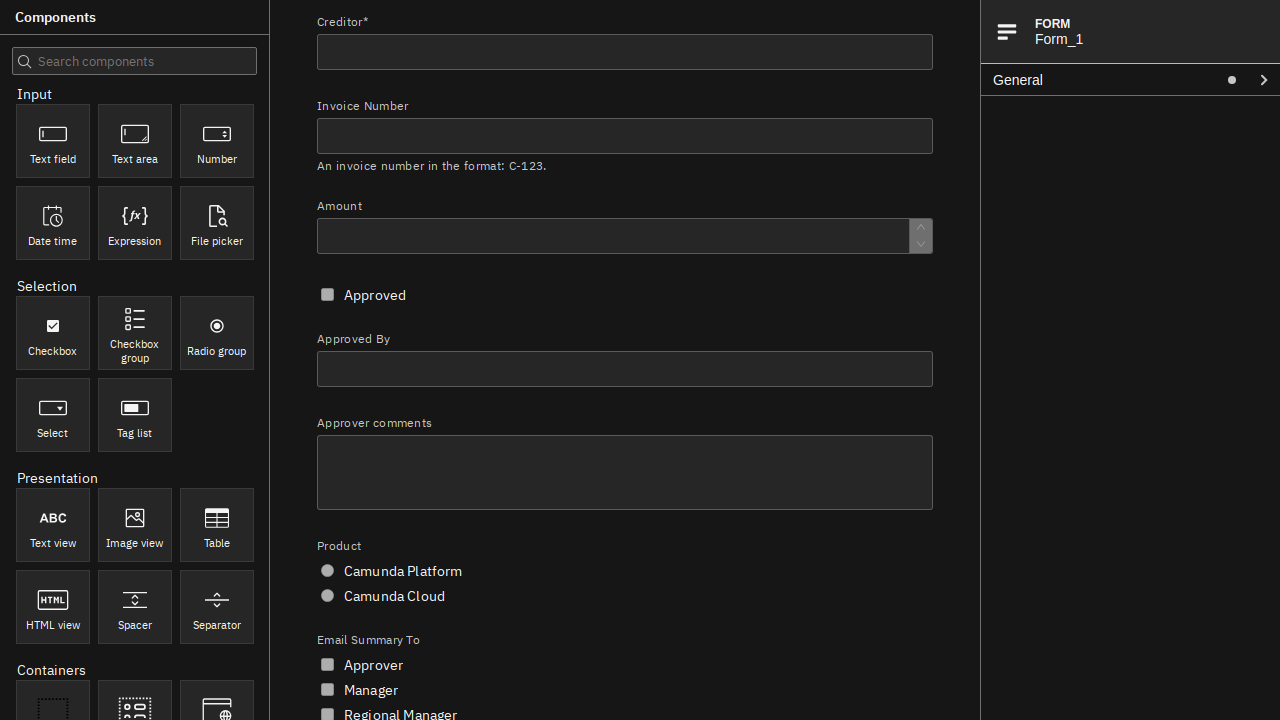 Components
Search components
Input
Text field
Text area
Number
Date time
Expression
File picker
Selection
Checkbox
Checkbox
group
Radio group
Select
Tag list
Presentation
ABC
Text view
Image view
Table
HTML
HTML view
Spacer
Separator
Containers
Creditor*
Invoice Number
An invoice number in the format: C-123.
Amount
Approved
Approved By
Approver comments
Product
Camunda Platform
Camunda Cloud
Email Summary To
Approver
Manager
Regional Manager
FORM
Form_1
General